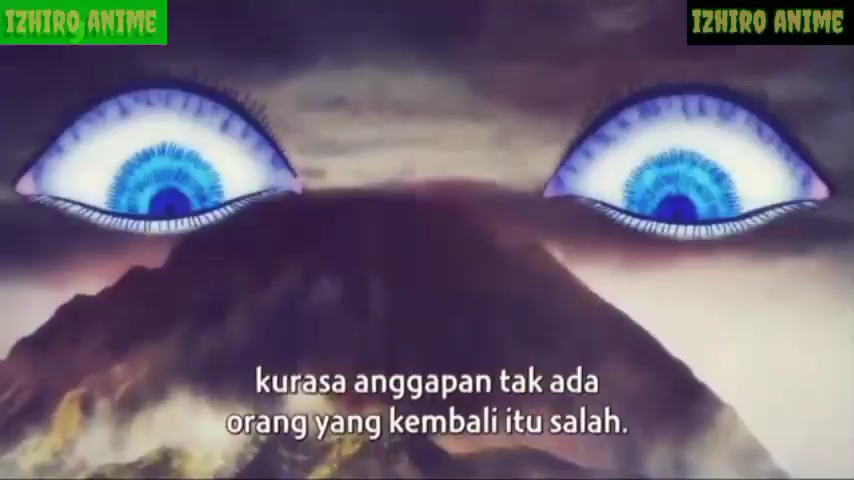 IZHIRO ANIME
IZHIRO ANIME
kurasa anggapan tak ada
orang yang kembali itu salah.